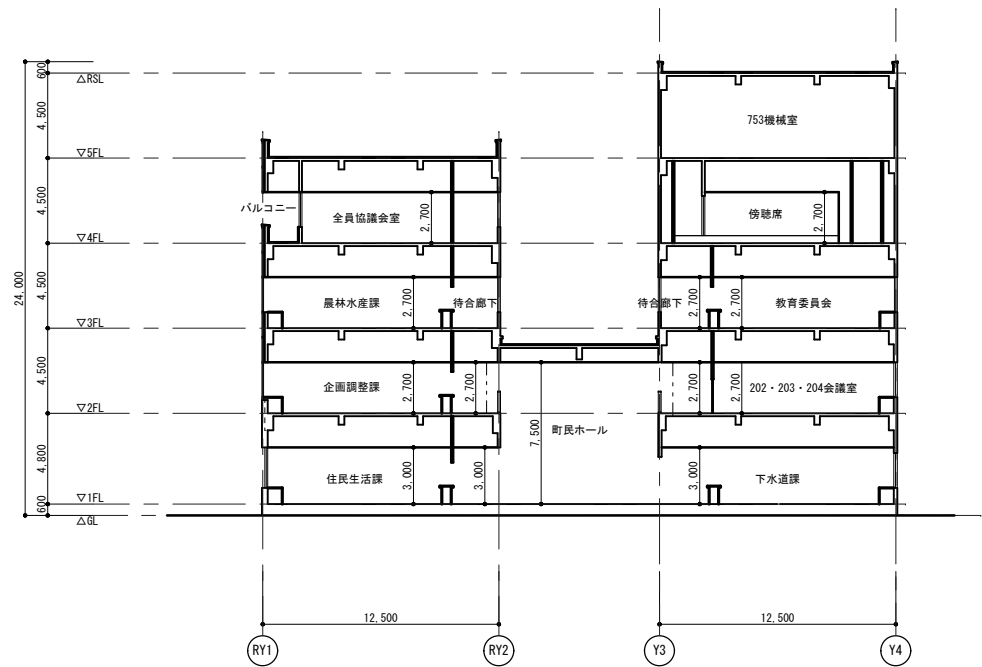 600
△RSL
4,500
753機械室
▽5FL
4,500
バルコニー
全員協議会室
2,700
傍聴席
2,700
▽4FL
24,000
4,500
農林水産課
2,700
待合廊下
待合廊下
2,700
2,700
教育委員会
▽3FL
4,500
企画調整課
2,700
2,700
2,700
2,700
202・203・204会議室
▽2FL
7,500
町民ホール
4,800
住民生活課
3,000
3,000
3,000
下水道課
▽1FL
600
△GL
12,500
12,500
RY1
RY2
Y3
Y4